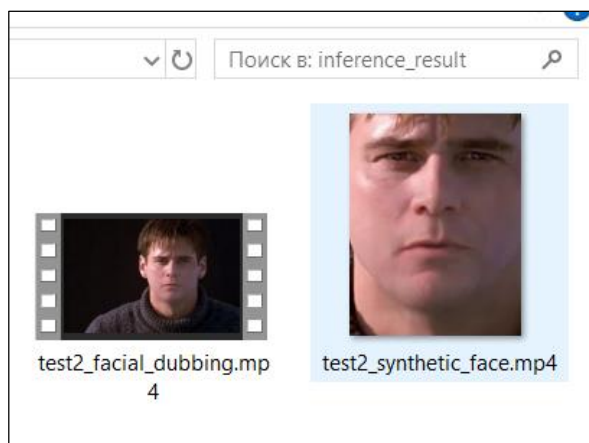 Поиск в: inference_result
test2_facial_dubbing.mp
4
test2_synthetic_face.mp4